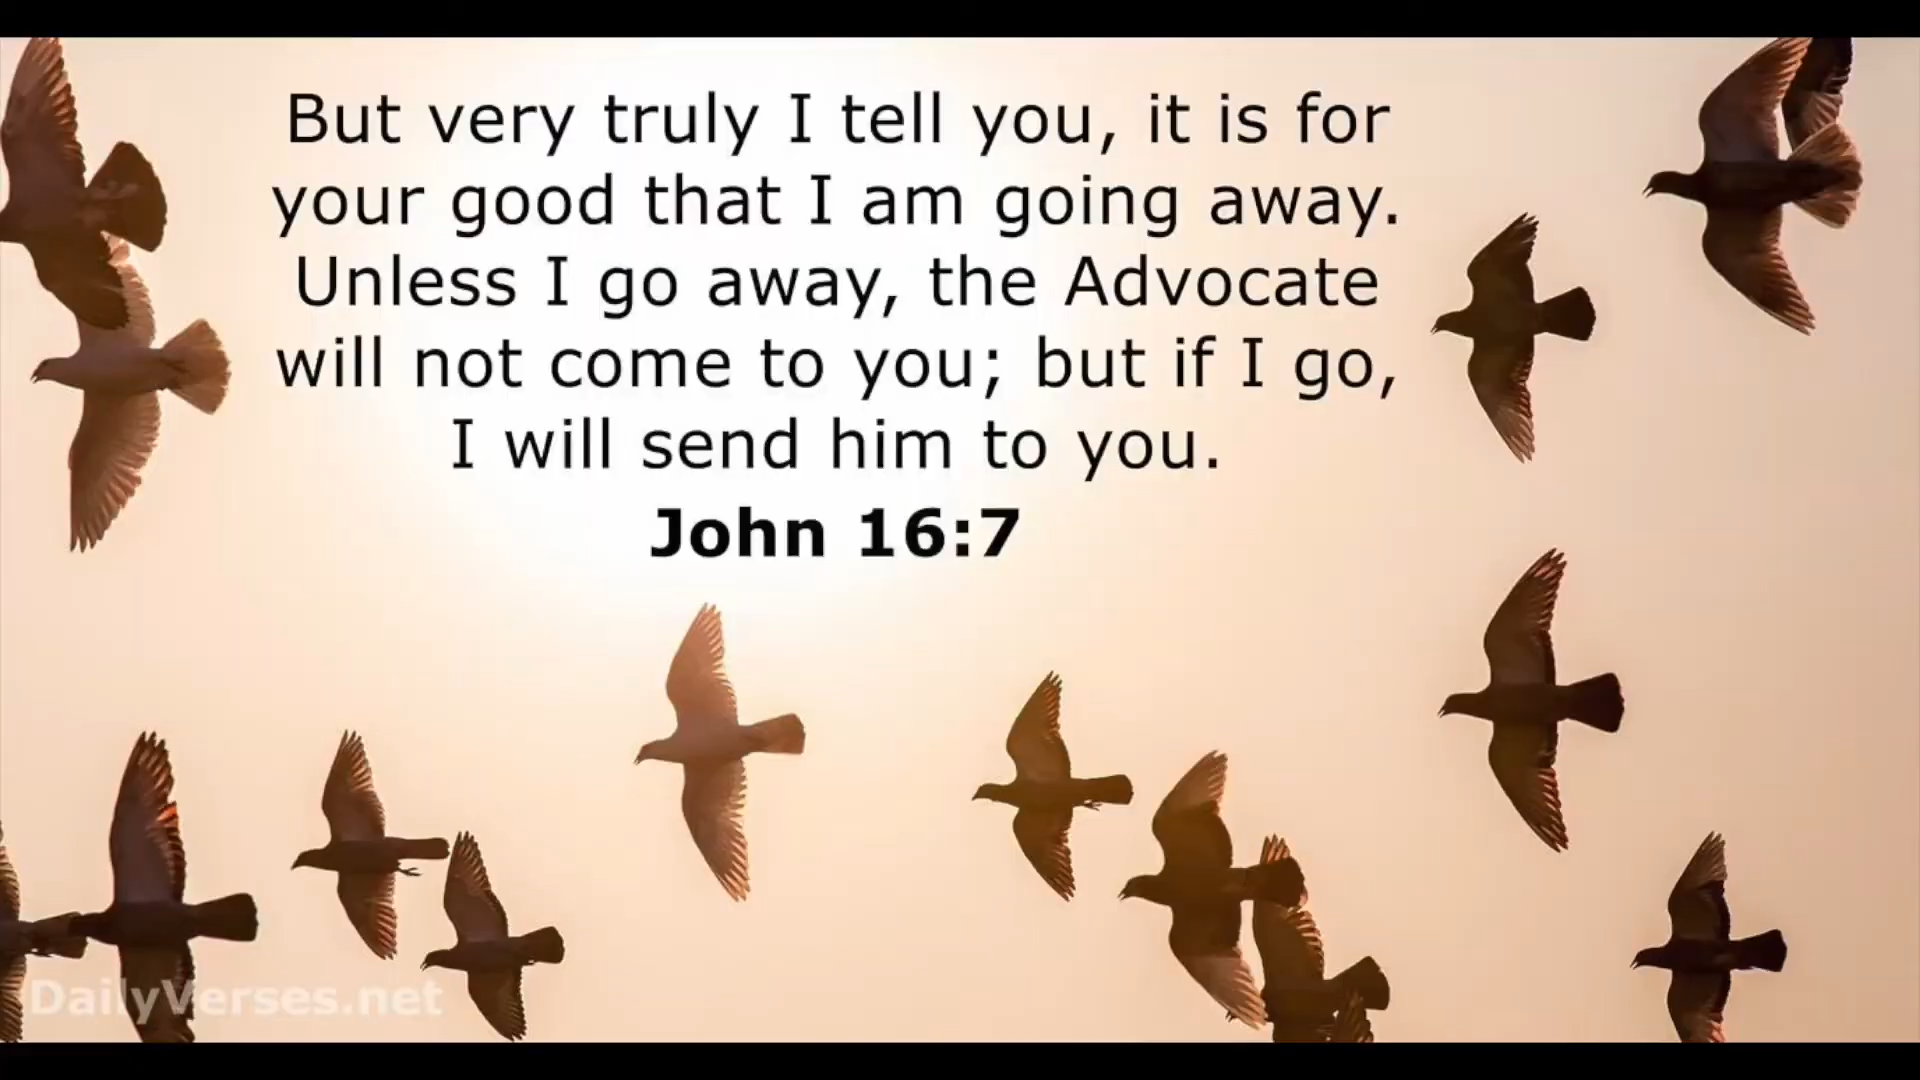 But very truly I tell you, it is for
your good that I am going away.
Unless I go away, the Advocate
will not come to you; but if I go,
I will send him to you.
John 16:7
DailyVerses.net